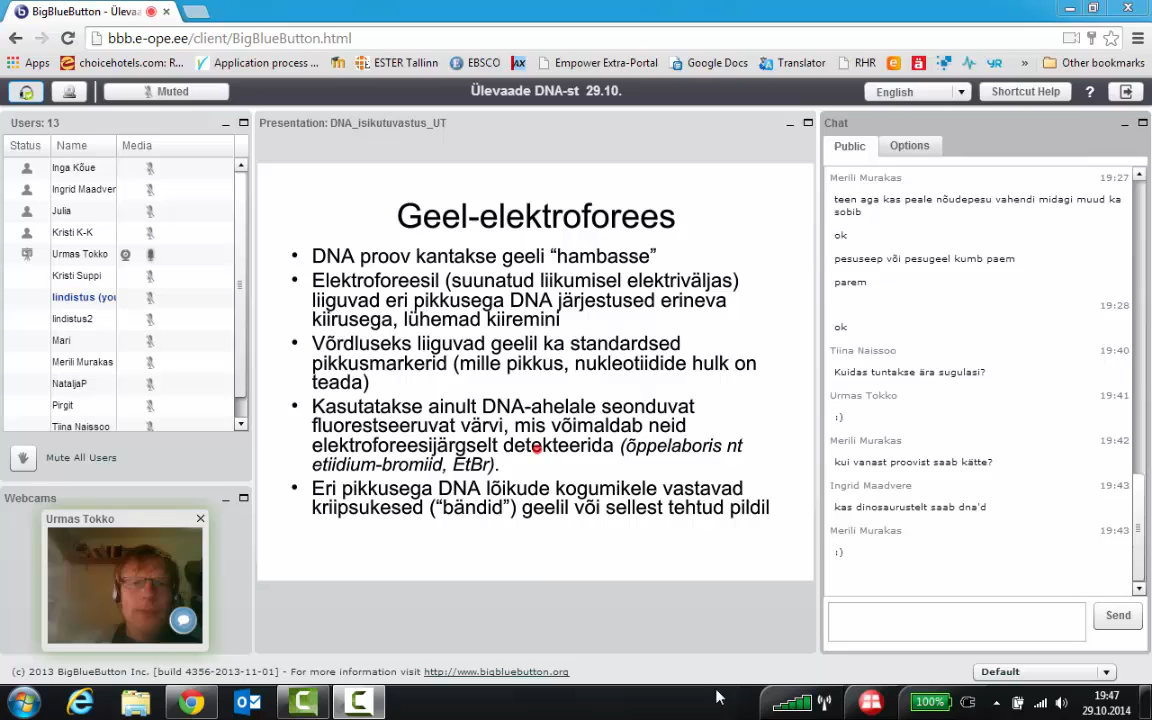 BigBlueButton - Ülevaa
bbb.e-ope.ee/client/BigBlueButton.html
Apps
choicehotels.com: R...
Application process ...
ESTER Tallinn
EBSCO
Empower Extra-Portal
Google Docs
Translator
RHR
»
Other bookmarks
Muted
Ülevaade DNA-st 29.10.
English
Shortcut Help
?
Users: 13
Status Name Media
Inga Kõue
Ingrid Maadver
Julia
Kristi K-K
Urmas Tokko
Kristi Suppi
lindistus (you
lindistus2
Mari
Merili Murakas
NataljaP
Pirgit
Tiina Naissoo
Mute All Users
Webcams
Urmas Tokko
Presentation: DNA_isikutuvastus_UT
Geel-elektroforees
• DNA proov kantakse geeli “hambasse”
• Elektroforeesil (suunatud liikumisel elektriväljas)
liiguvad eri pikkusega DNA järjestused erineva
kiirusega, lühemad kiiremini
• Võrdluseks liiguvad geelil ka standardsed
pikkusmarkerid (mille pikkus, nukleotiidide hulk on
teada)
• Kasutatakse ainult DNA-ahelale seonduvat
fluorestseeruvat värvi, mis võimaldab neid
elektroforeesijärgselt detekteerida (õppelaboris nt
etiidium-bromiid, EtBr).
• Eri pikkusega DNA lõikude kogumikele vastavad
kriipsukesed (“bändid”) geelil või sellest tehtud pildil
Chat
Public Options
Merili Murakas 19:27
teen aga kas peale nõudepesu vahendi midagi muud ka
sobib
ok
pesuseep või pesugeel kumb paem
parem
19:28
ok
Tiina Naissoo 19:40
Kuidas tuntakse ära sugulasi?
Urmas Tokko 19:41
:}
Merili Murakas 19:42
kui vanast proovist saab kätte?
Ingrid Maadvere 19:43
kas dinosaurustelt saab dna'd
Merili Murakas 19:43
:}
Send
(c) 2013 BigBlueButton Inc. [build 4356-2013-11-01] - For more information visit http://www.bigbluebutton.org
Default
100%
19:47
29.10.2014